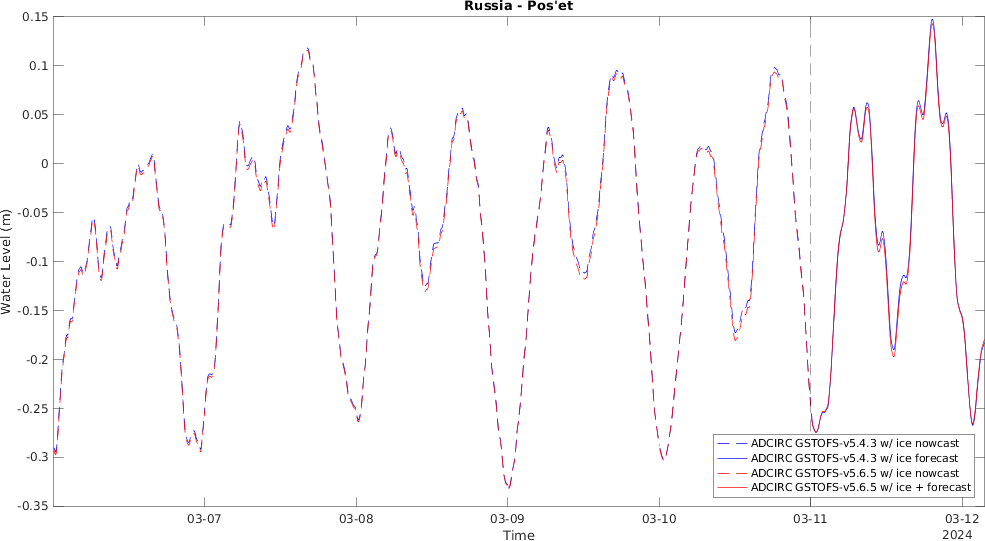 Russia - Pos'et
0.15
0.1
0.05
0
-0.05
-0.1
-0.15
-0.2
-0.25
-0.3
-0.35
Water Level (m)
ADCIRC GSTOFS-v5.4.3 w/ ice nowcast
ADCIRC GSTOFS-v5.4.3 w/ ice forecast
ADCIRC GSTOFS-v5.6.5 w/ ice nowcast
ADCIRC GSTOFS-v5.6.5 w/ ice + forecast
03-07 03-08 03-09 03-10 03-11 03-12
Time 2024